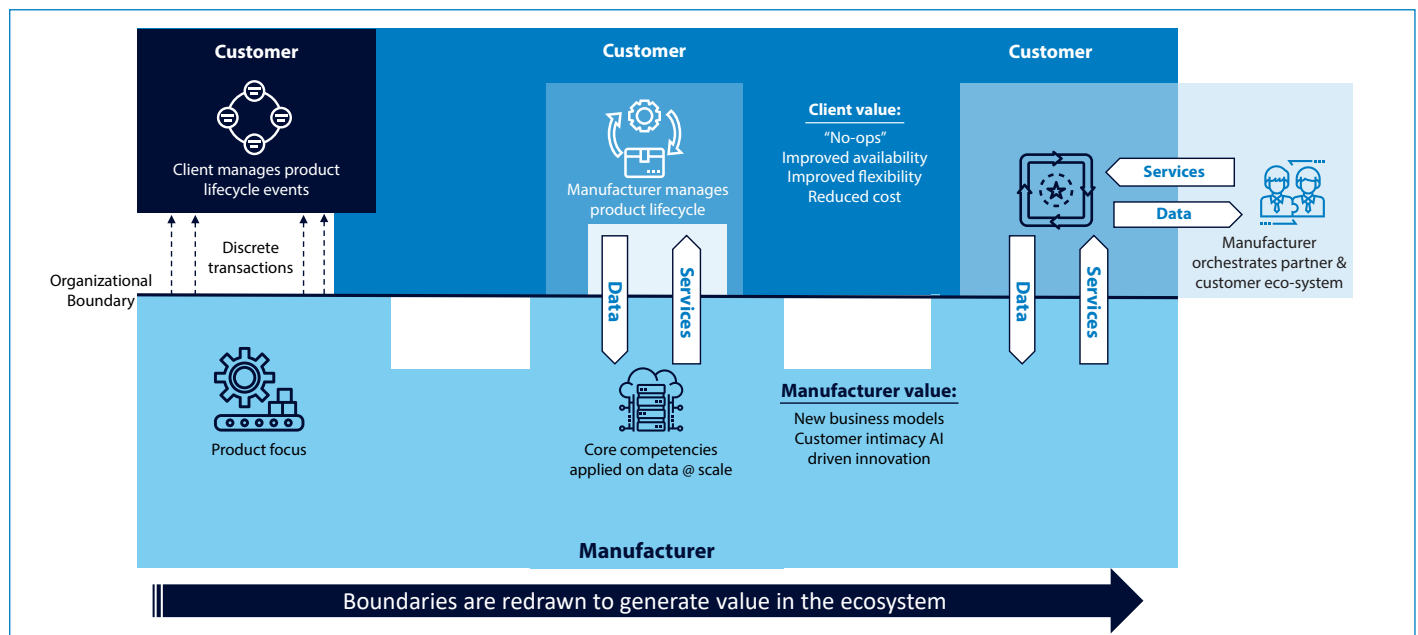 Customer
Client manages product
lifecycle events
Discrete
transactions
Organizational
Boundary
Product focus
Customer
Manufacturer manages
product lifecycle
Data
Services
Core competencies
applied on data @ scale
Client value:
“No-ops”
Improved availability
Improved flexibility
Reduced cost
Manufacturer value:
New business models
Customer intimacy AI
driven innovation
Customer
Services
Data
Data
Services
Manufacturer
orchestrates partner &
customer eco-system
Manufacturer
Boundaries are redrawn to generate value in the ecosystem